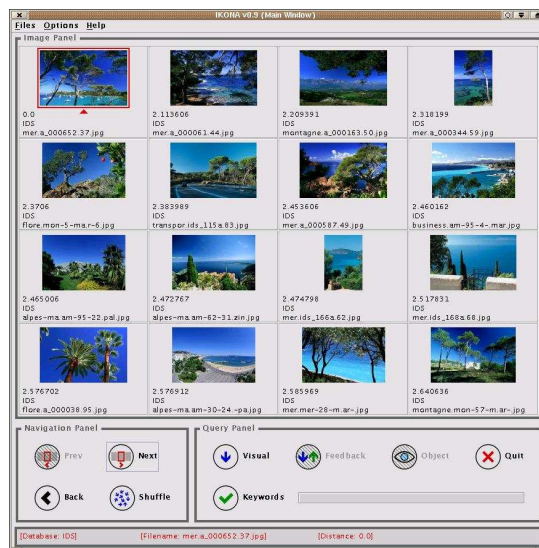 IKONA v0.9 (Main Window)
Files Options Help
Image Panel
0.0
IDS
mer.a_000652.37.jpg
2.113606
IDS
mer.a_000061.44.jpg
2.209391
IDS
montagne.a_000163.50.jpg
2.318199
IDS
mer.a_000344.59.jpg
2.3706
IDS
flore.mon-5-ma.r-6.jpg
2.383989
IDS
transpor.ids_115a.83.jpg
2.453606
IDS
mer.a_000587.49.jpg
2.460162
IDS
business.am-95-4-.mar.jpg
2.465006
IDS
alpes-ma.am-95-22.pal.jpg
2.472767
IDS
alpes-ma.am-62-31.zin.jpg
2.474798
IDS
mer.ids_166a.62.jpg
2.517831
IDS
mer.ids_168a.68.jpg
2.576702
IDS
flore.a_000038.95.jpg
2.576912
IDS
alpes-ma.am-30-24.-pa.jpg
2.585969
IDS
mer.mer-28-m.ar-.jpg
2.640636
IDS
montagne.mon-57-m.ar-.jpg
Navigation Panel
Prev
Next
Back
Shuffle
Query Panel
Visual
Feedback
Object
Quit
Keywords
[Database: IDS] [Filename: mer.a_000652.37.jpg] [Distance: 0.0]